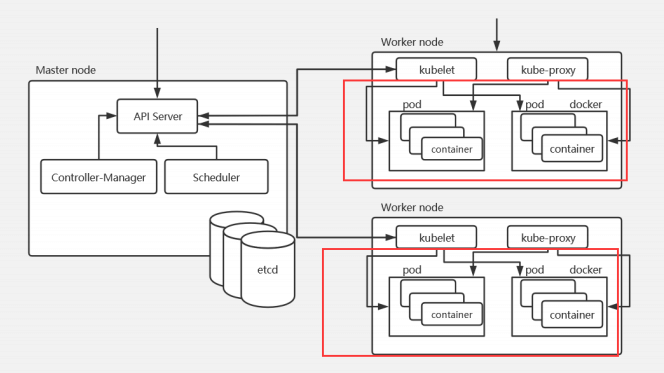 Master node
API Server
Controller-Manager
Scheduler
etcd
Worker node
kubelet
kube-proxy
pod
pod
docker
container
container
Worker node
kubelet
kube-proxy
pod
pod
docker
container
container